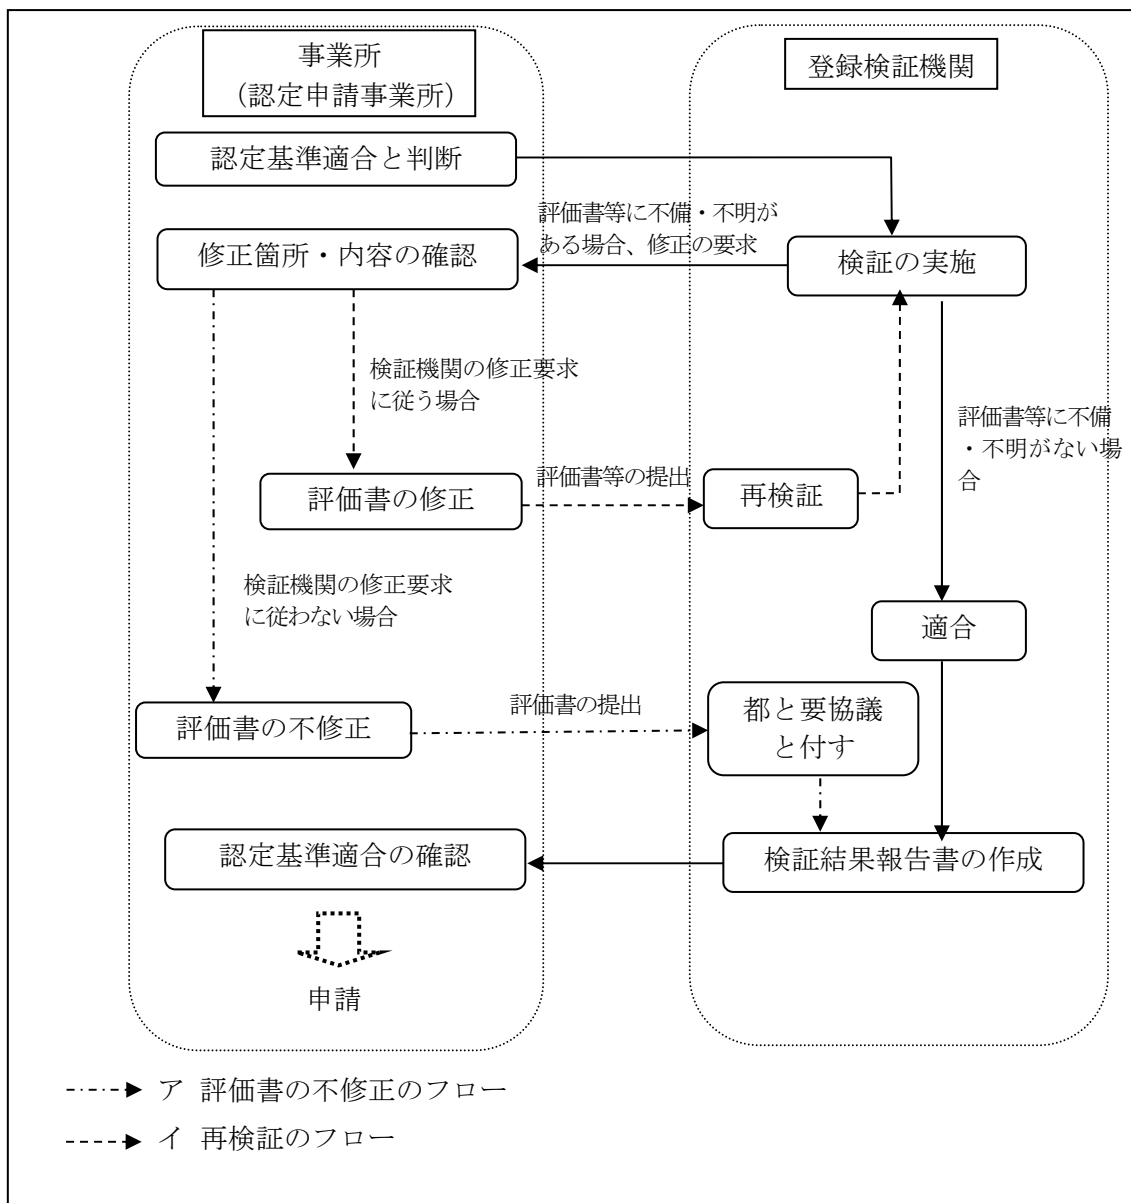 事業所
（認定申請事業所）
登録検証機関
認定基準適合と判断
評価書等に不備・不明が
ある場合、修正の要求
修正箇所・内容の確認
検証の実施
検証機関の修正要求
に従う場合
評価書等に不備
・不明がない場
合
評価書の修正
評価書等の提出
再検証
検証機関の修正要求
に従わない場合
適合
評価書の不修正
評価書の提出
都と要協議
と付す
認定基準適合の確認
検証結果報告書の作成
申請
ア 評価書の不修正のフロー
イ 再検証のフロー